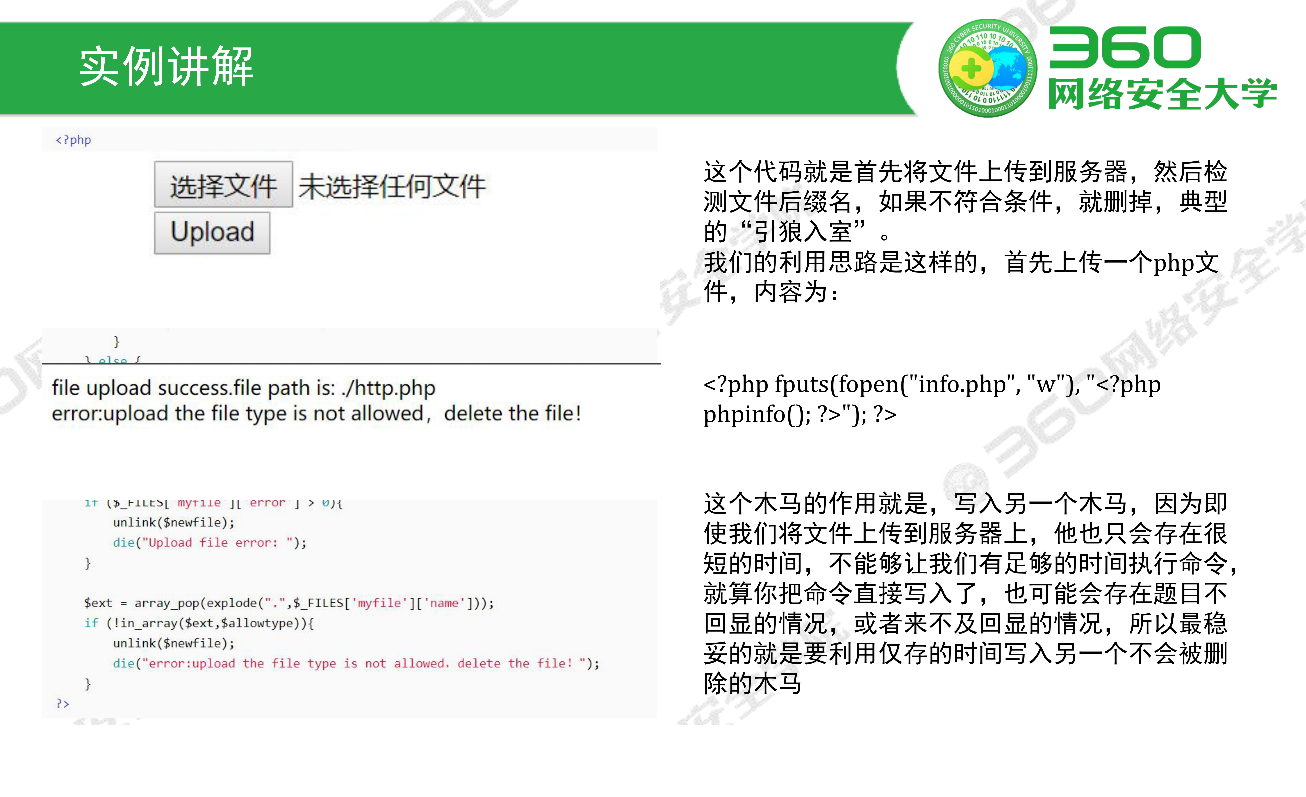 实例讲解
360
网络安全大学
<?php
选择文件 未选择任何文件
Upload
}
} else {
file upload success.file path is: ./http.php
error:upload the file type is not allowed，delete the file!
if ($_FILES['myfile']['error'] > 0){
unlink($newfile);
die("Upload file error: ");
}
$ext = array_pop(explode(".",$_FILES['myfile']['name']));
if (!in_array($ext,$allowtype)){
unlink($newfile);
die("error:upload the file type is not allowed，delete the file！");
}
?>
这个代码就是首先将文件上传到服务器，然后检
测文件后缀名，如果不符合条件，就删掉，典型
的“引狼入室”。
我们的利用思路是这样的，首先上传一个php文
件，内容为：
<?php fputs(fopen("info.php", "w"), "<?php
phpinfo(); ?>"); ?>
这个木马的作用就是，写入另一个木马，因为即
使我们将文件上传到服务器上，他也只会存在很
短的时间，不能够让我们有足够的时间执行命令，
就算你把命令直接写入了，也可能会存在题目不
回显的情况，或者来不及回显的情况，所以最稳
妥的就是要利用仅存的时间写入另一个不会被删
除的木马